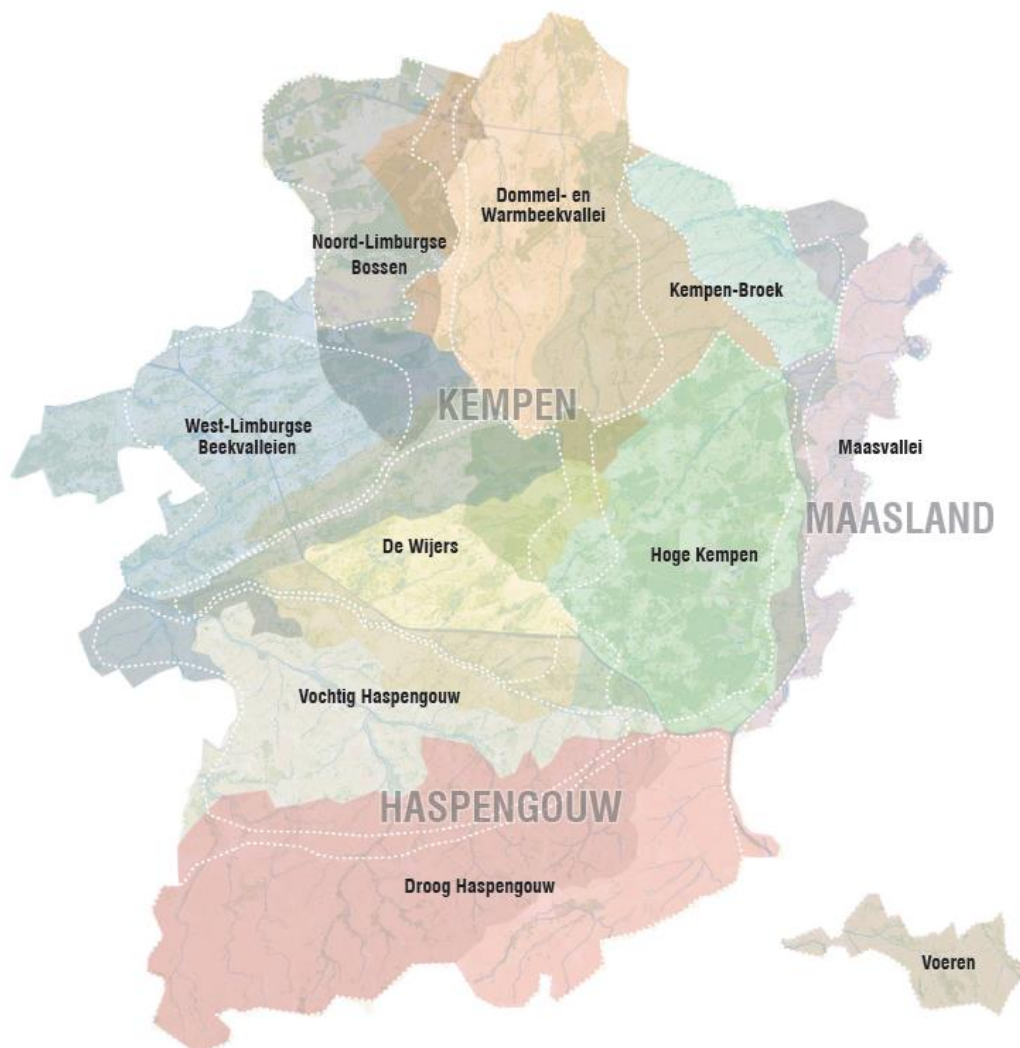 Dommel- en
Warmbeekvallei
Noord-Limburgse
Bossen
Kempen-Broek
KEMPEN
West-Limburgse
Beekvalleien
Maasvallei
MAASLAND
De Wijers
Hoge Kempen
Vochtig Haspengouw
HASPENGOUW
Droog Haspengouw
Voeren